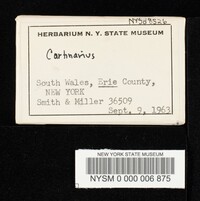 NYS08526
HERBARIUM N. Y. STATE MUSEUM
Cortinarius
South Wales, Erie County,
NEW YORK
Smith & Miller 36509
Sept. 9, 1963
NEW YORK STATE MUSEUM
NYSM 0 000 006 875